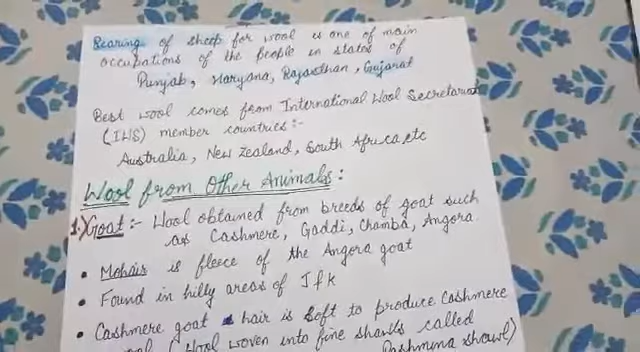 Rearing of sheep for wool is one of main
occupations of the people in states of
Punjab, Haryana, Rajasthan, Gujarat
Best wool comes from International Wool Secretariat
(IWS) member countries:-
Australia, New Zealand, South Africa, etc
Wool from Other Animals:
1.) Goat:- Wool obtained from breeds of goat such
as Cashmere, Gaddi, Chamba, Angora
• Mohair is fleece of the Angora goat
• Found in hilly areas of J&k
• Cashmere goat hair is soft to produce Cashmere
wool (Wool woven into fine shawls called
Pashmina shawl)